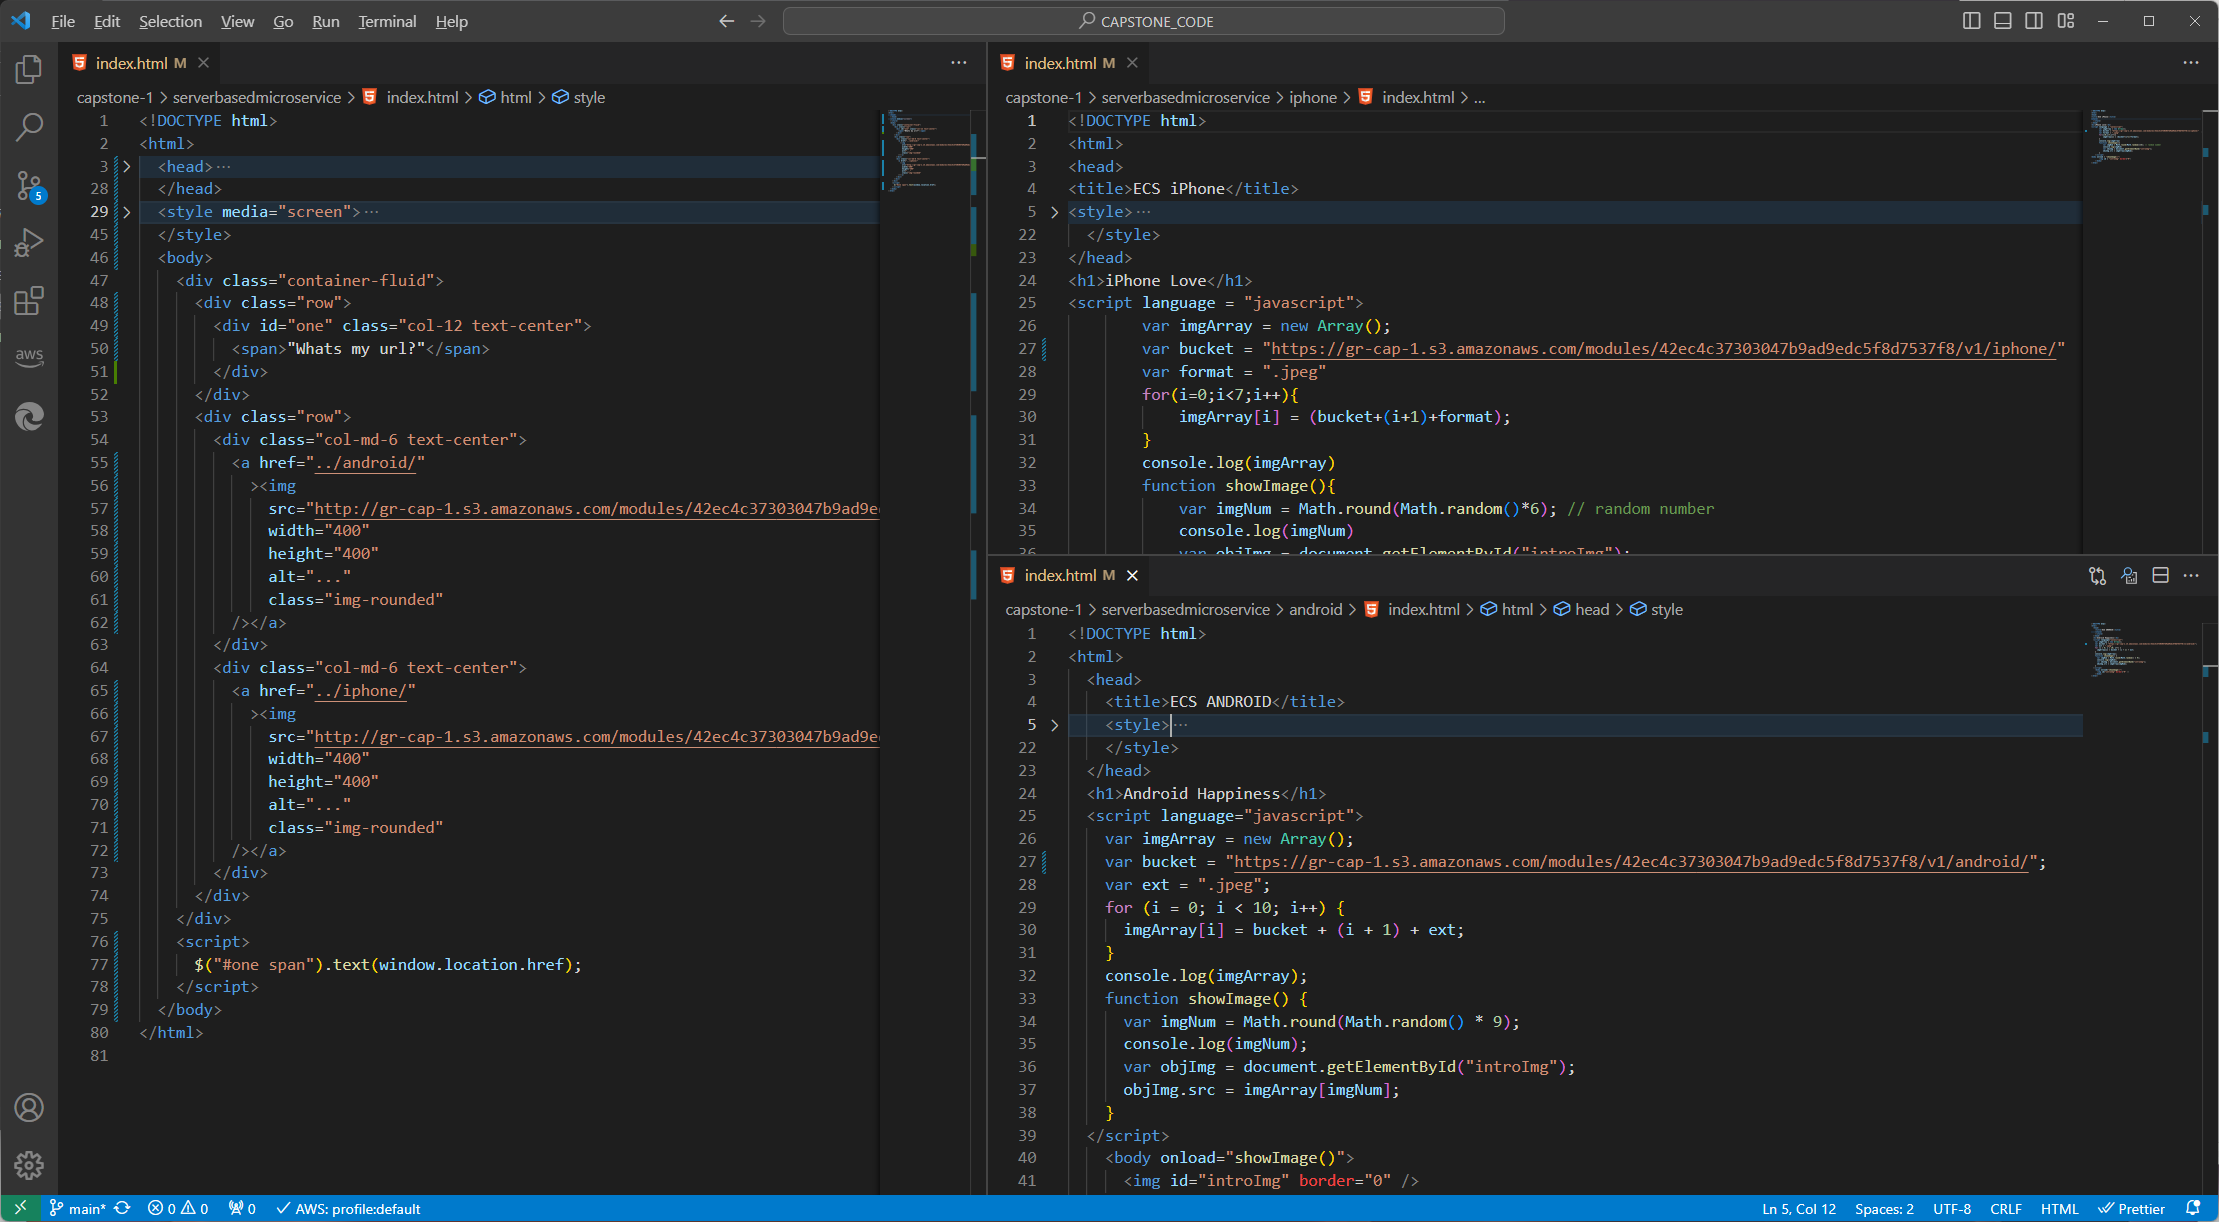 File Edit Selection View Go Run Terminal Help
CAPSTONE_CODE
index.html M
capstone-1 > serverbasedmicroservice > index.html > html > style
1 <!DOCTYPE html>
2 <html>
3 <head>···
28 </head>
29 <style media="screen">···
45 </style>
46 <body>
47 <div class="container-fluid">
48 <div class="row">
49 <div id="one" class="col-12 text-center">
50 <span>"Whats my url?"</span>
51 </div>
52 </div>
53 <div class="row">
54 <div class="col-md-6 text-center">
55 <a href="../android/"
56 ><img
57 src="http://gr-cap-1.s3.amazonaws.com/modules/42ec4c37303047b9ad9e
58 width="400"
59 height="400"
60 alt="..."
61 class="img-rounded"
62 /></a>
63 </div>
64 <div class="col-md-6 text-center">
65 <a href="../iphone/"
66 ><img
67 src="http://gr-cap-1.s3.amazonaws.com/modules/42ec4c37303047b9ad9e
68 width="400"
69 height="400"
70 alt="..."
71 class="img-rounded"
72 /></a>
73 </div>
74 </div>
75 </div>
76 <script>
77 $("#one span").text(window.location.href);
78 </script>
79 </body>
80 </html>
81
5
aws
index.html M
capstone-1 > serverbasedmicroservice > iphone > index.html > ...
1 <!DOCTYPE html>
2 <html>
3 <head>
4 <title>ECS iPhone</title>
5 <style>···
22 </style>
23 </head>
24 <h1>iPhone Love</h1>
25 <script language = "javascript">
26 var imgArray = new Array();
27 var bucket = "https://gr-cap-1.s3.amazonaws.com/modules/42ec4c37303047b9ad9edc5f8d7537f8/v1/iphone/"
28 var format = ".jpeg"
29 for(i=0;i<7;i++){
30 imgArray[i] = (bucket+(i+1)+format);
31 }
32 console.log(imgArray)
33 function showImage(){
34 var imgNum = Math.round(Math.random()*6); // random number
35 console.log(imgNum)
36 var objImg = document.getElementById("introImg");
index.html M
capstone-1 > serverbasedmicroservice > android > index.html > html > head > style
1 <!DOCTYPE html>
2 <html>
3 <head>
4 <title>ECS ANDROID</title>
5 <style>···
22 </style>
23 </head>
24 <h1>Android Happiness</h1>
25 <script language="javascript">
26 var imgArray = new Array();
27 var bucket = "https://gr-cap-1.s3.amazonaws.com/modules/42ec4c37303047b9ad9edc5f8d7537f8/v1/android/";
28 var ext = ".jpeg";
29 for (i = 0; i < 10; i++) {
30 imgArray[i] = bucket + (i + 1) + ext;
31 }
32 console.log(imgArray);
33 function showImage() {
34 var imgNum = Math.round(Math.random() * 9);
35 console.log(imgNum);
36 var objImg = document.getElementById("introImg");
37 objImg.src = imgArray[imgNum];
38 }
39 </script>
40 <body onload="showImage()">
41 <img id="introImg" border="0" />
main* 0 0 0 AWS: profile:default
Ln 5, Col 12 Spaces: 2 UTF-8 CRLF HTML Prettier